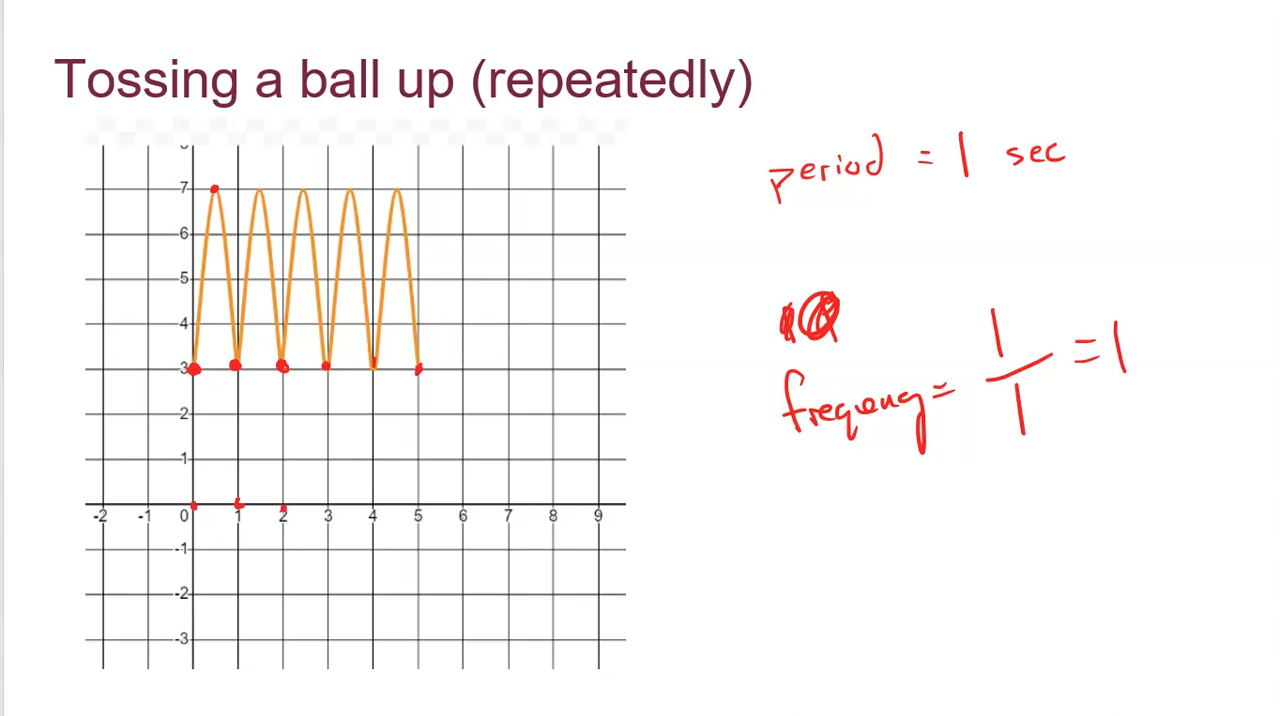 Tossing a ball up (repeatedly)
period = 1 sec
7
6
5
4
3
2
1
-2 -1 0 1 2 3 4 5 6 7 8 9
-1
-2
-3
frequency = 1/1 = 1